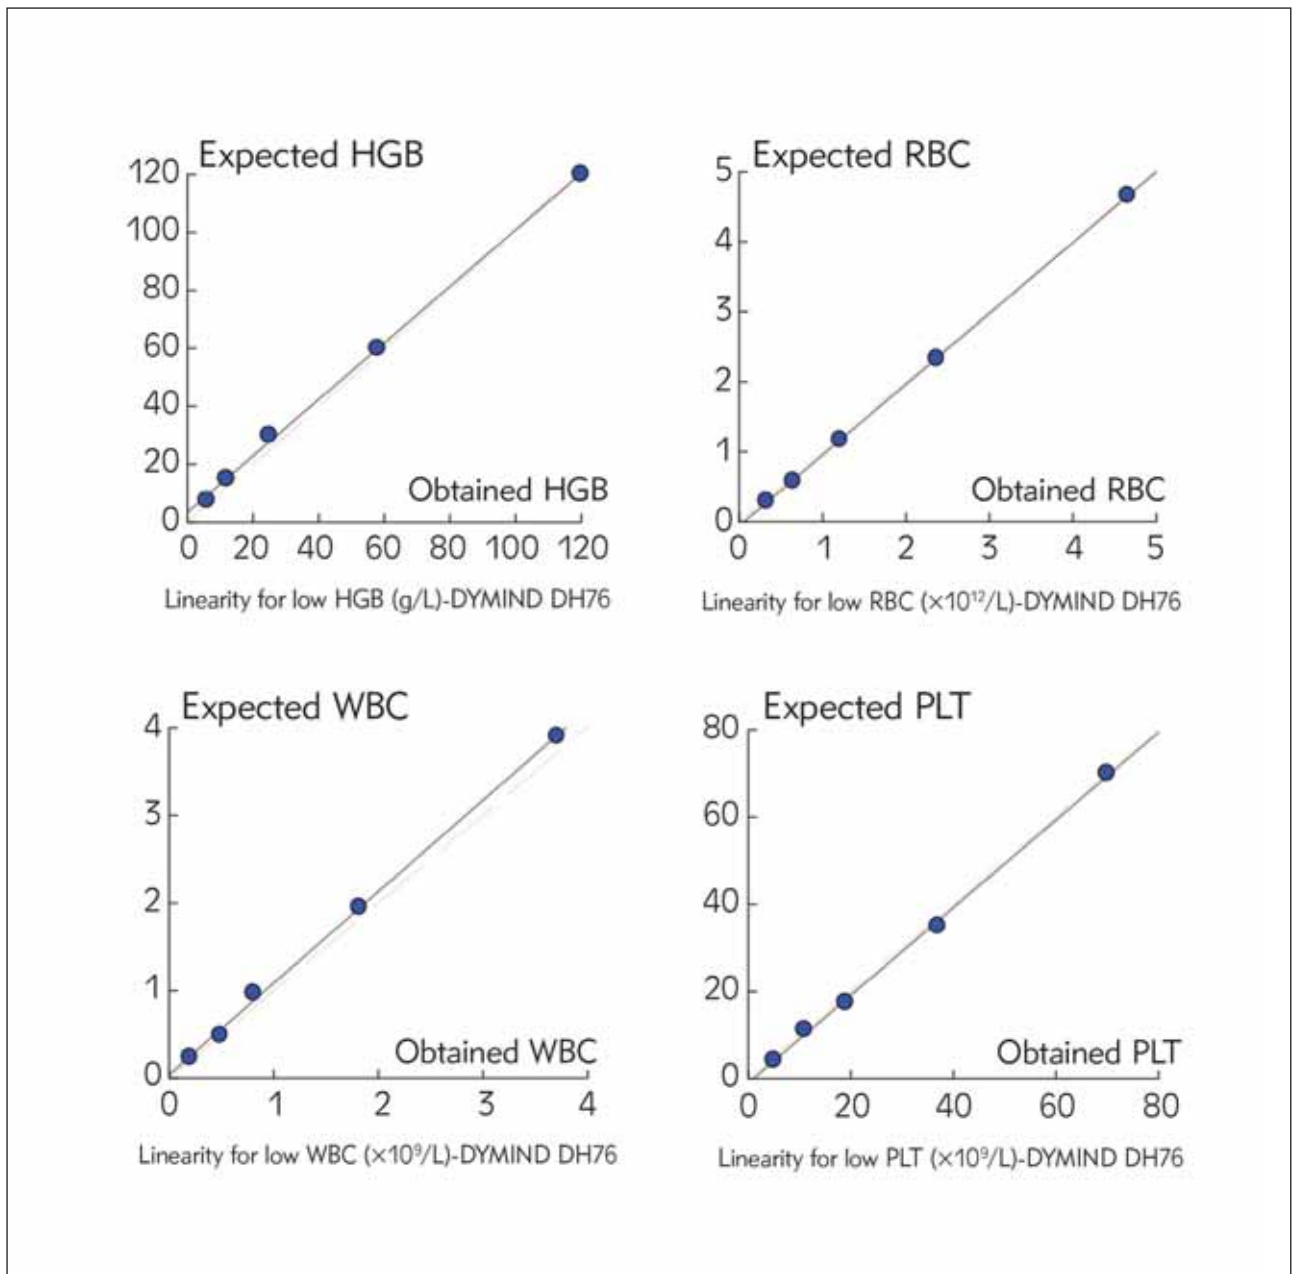 Expected HGB
120
100
80
60
40
20
0
Obtained HGB
0 20 40 60 80 100 120
Linearity for low HGB (g/L)-DYMIND DH76
Expected RBC
5
4
3
2
1
0
Obtained RBC
0 1 2 3 4 5
Linearity for low RBC (×10¹²/L)-DYMIND DH76
Expected WBC
4
3
2
1
0
Obtained WBC
0 1 2 3 4
Linearity for low WBC (×10⁹/L)-DYMIND DH76
Expected PLT
80
60
40
20
0
Obtained PLT
0 20 40 60 80
Linearity for low PLT (×10⁹/L)-DYMIND DH76